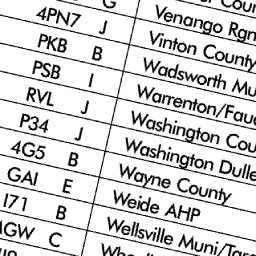 G Venango Rgn
4PN7 J Vinton County
PKB B Wadsworth Mu
PSB I Warrenton/Fau
RVL J Washington Cou
P34 J Washington Dulle
4G5 B Wayne County
GAI E Weide AHP
I71 B Wellsville Muni/Tar
MGW C